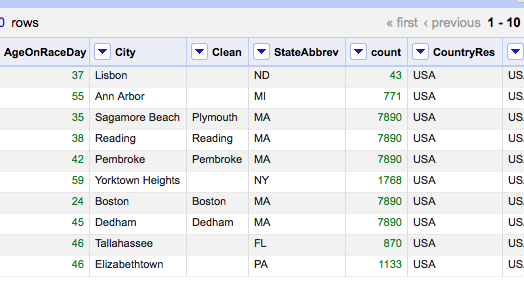 0 rows « first ‹ previous 1 - 10
AgeOnRaceDay City Clean StateAbbrev count CountryRes
37 Lisbon ND 43 USA US
55 Ann Arbor MI 771 USA US
35 Sagamore Beach Plymouth MA 7890 USA US
38 Reading Reading MA 7890 USA US
42 Pembroke Pembroke MA 7890 USA US
59 Yorktown Heights NY 1768 USA US
24 Boston Boston MA 7890 USA US
45 Dedham Dedham MA 7890 USA US
46 Tallahassee FL 870 USA US
46 Elizabethtown PA 1133 USA US